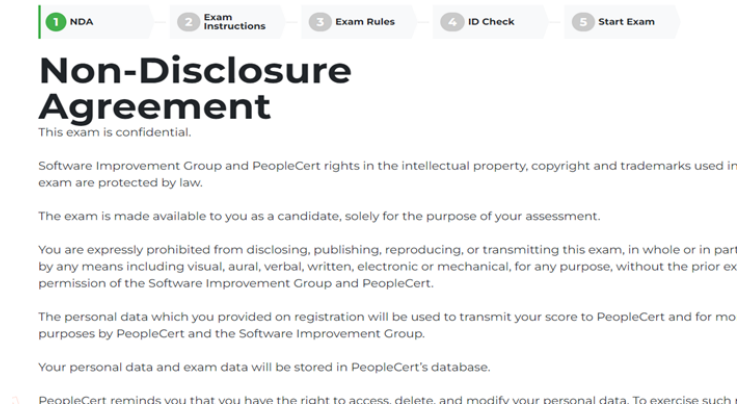 1 NDA
2 Exam Instructions
3 Exam Rules
4 ID Check
5 Start Exam
Non-Disclosure
Agreement
This exam is confidential.
Software Improvement Group and PeopleCert rights in the intellectual property, copyright and trademarks used in
exam are protected by law.
The exam is made available to you as a candidate, solely for the purpose of your assessment.
You are expressly prohibited from disclosing, publishing, reproducing, or transmitting this exam, in whole or in part
by any means including visual, aural, verbal, written, electronic or mechanical, for any purpose, without the prior ex
permission of the Software Improvement Group and PeopleCert.
The personal data which you provided on registration will be used to transmit your score to PeopleCert and for mo
purposes by PeopleCert and the Software Improvement Group.
Your personal data and exam data will be stored in PeopleCert's database.
PeopleCert reminds you that you have the right to access, delete, and modify your personal data. To exercise such